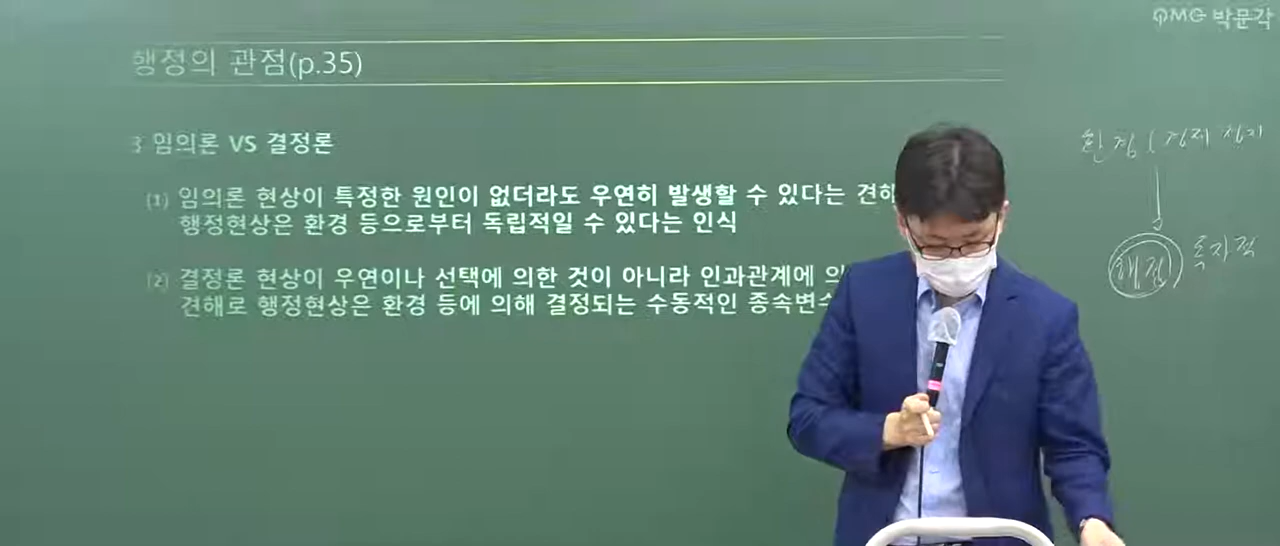 PMG 박문각
행정의 관점(p.35)
3 임의론 VS 결정론
(1) 임의론 현상이 특정한 원인이 없더라도 우연히 발생할 수 있다는 견해
행정현상은 환경 등으로부터 독립적일 수 있다는 인식
(2) 결정론 현상이 우연이나 선택에 의한 것이 아니라 인과관계에
견해로 행정현상은 환경 등에 의해 결정되는 수동적인 종속변수
환경 ( 경제 정치
행정 독자적